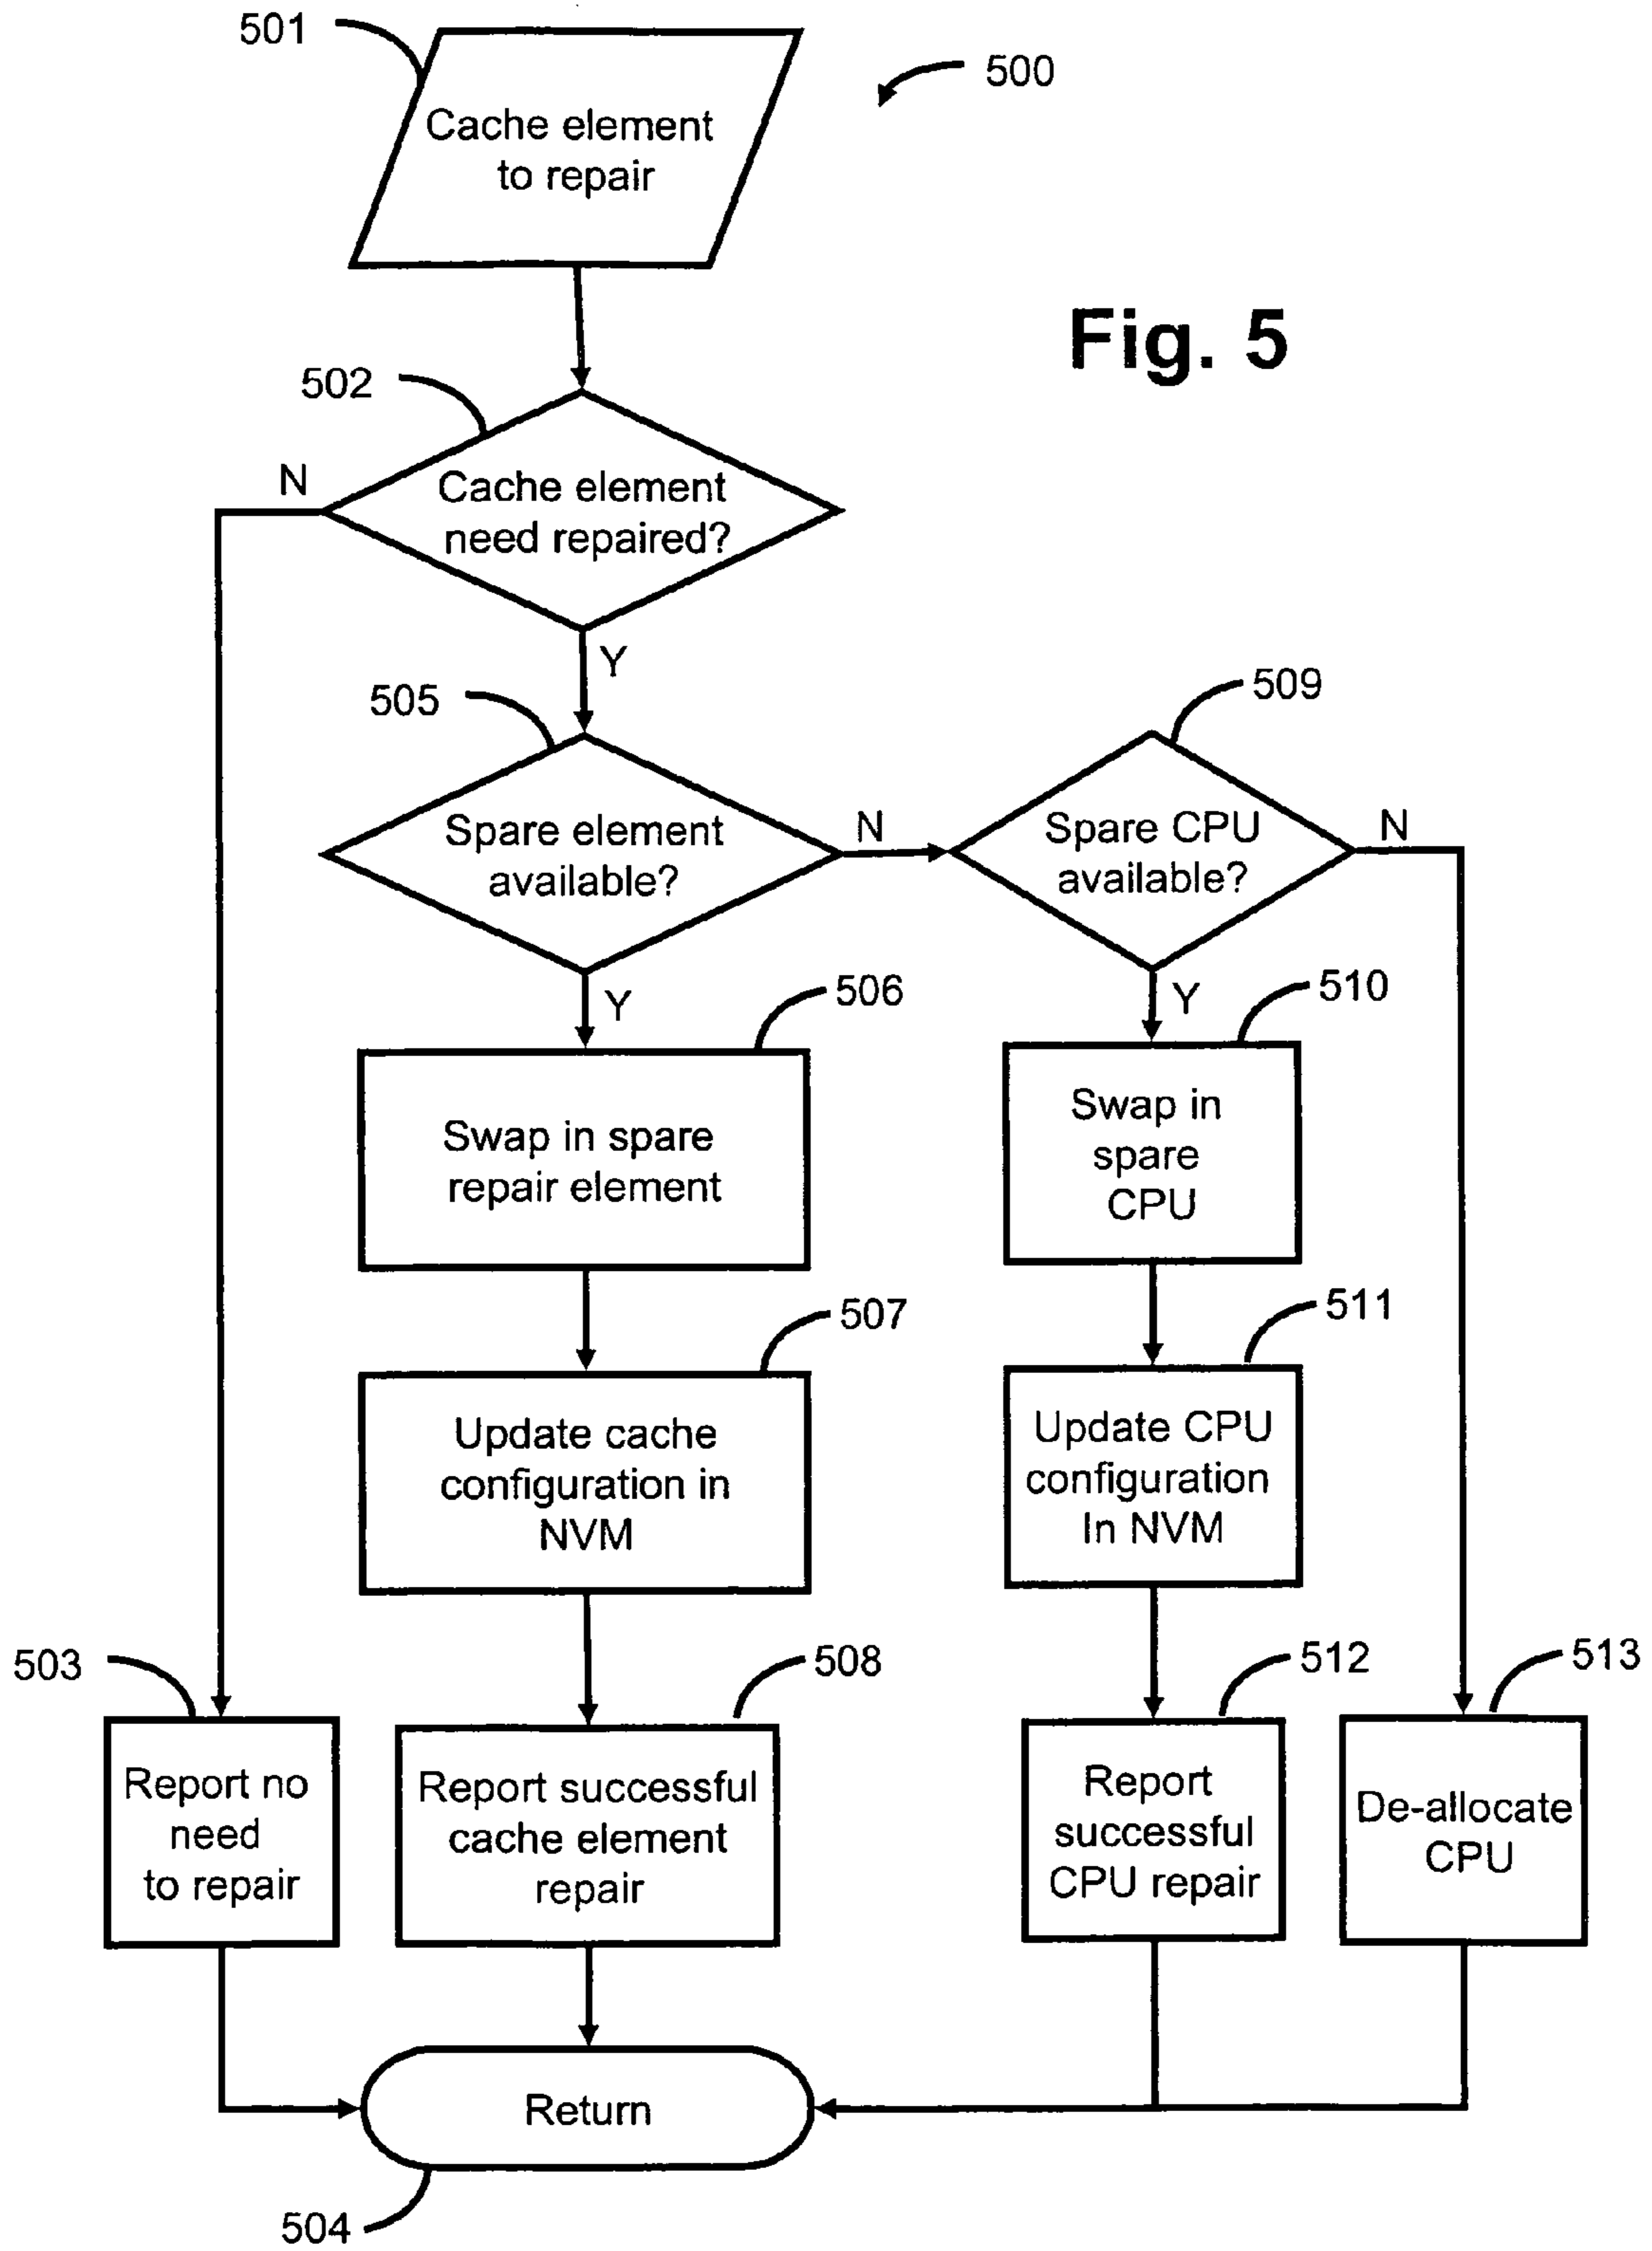 501
500
Cache element
to repair
Fig. 5
502
N
Cache element
need repaired?
Y
505
509
Spare element
available?
N
Spare CPU
available?
N
Y
506
Y
510
Swap in spare
repair element
Swap in
spare
CPU
507
511
Update cache
configuration in
NVM
Update CPU
configuration
In NVM
503
508
512
513
Report no
need
to repair
Report successful
cache element
repair
Report
successful
CPU repair
De-allocate
CPU
Return
504